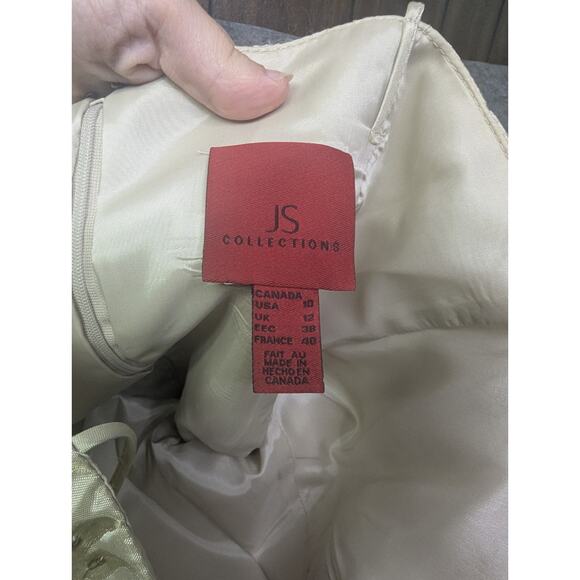 JS
COLLECTIONS
CANADA
USA 10
UK 12
EEC 38
FRANCE 40
FAIT AU
MADE IN
HECHO EN
CANADA